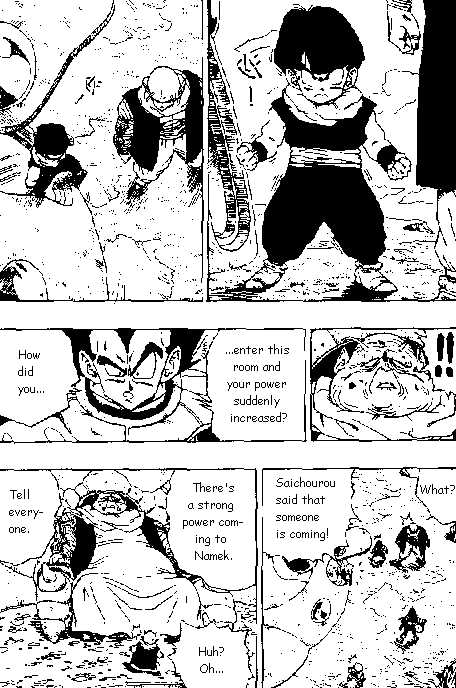 How
did
you...
...enter this
room and
your power
suddenly
increased?
!!
There's
a strong
power com-
ing to
Namek.
Tell
every-
one.
Huh?
Oh...
Saichourou
said that
someone
is coming!
What?